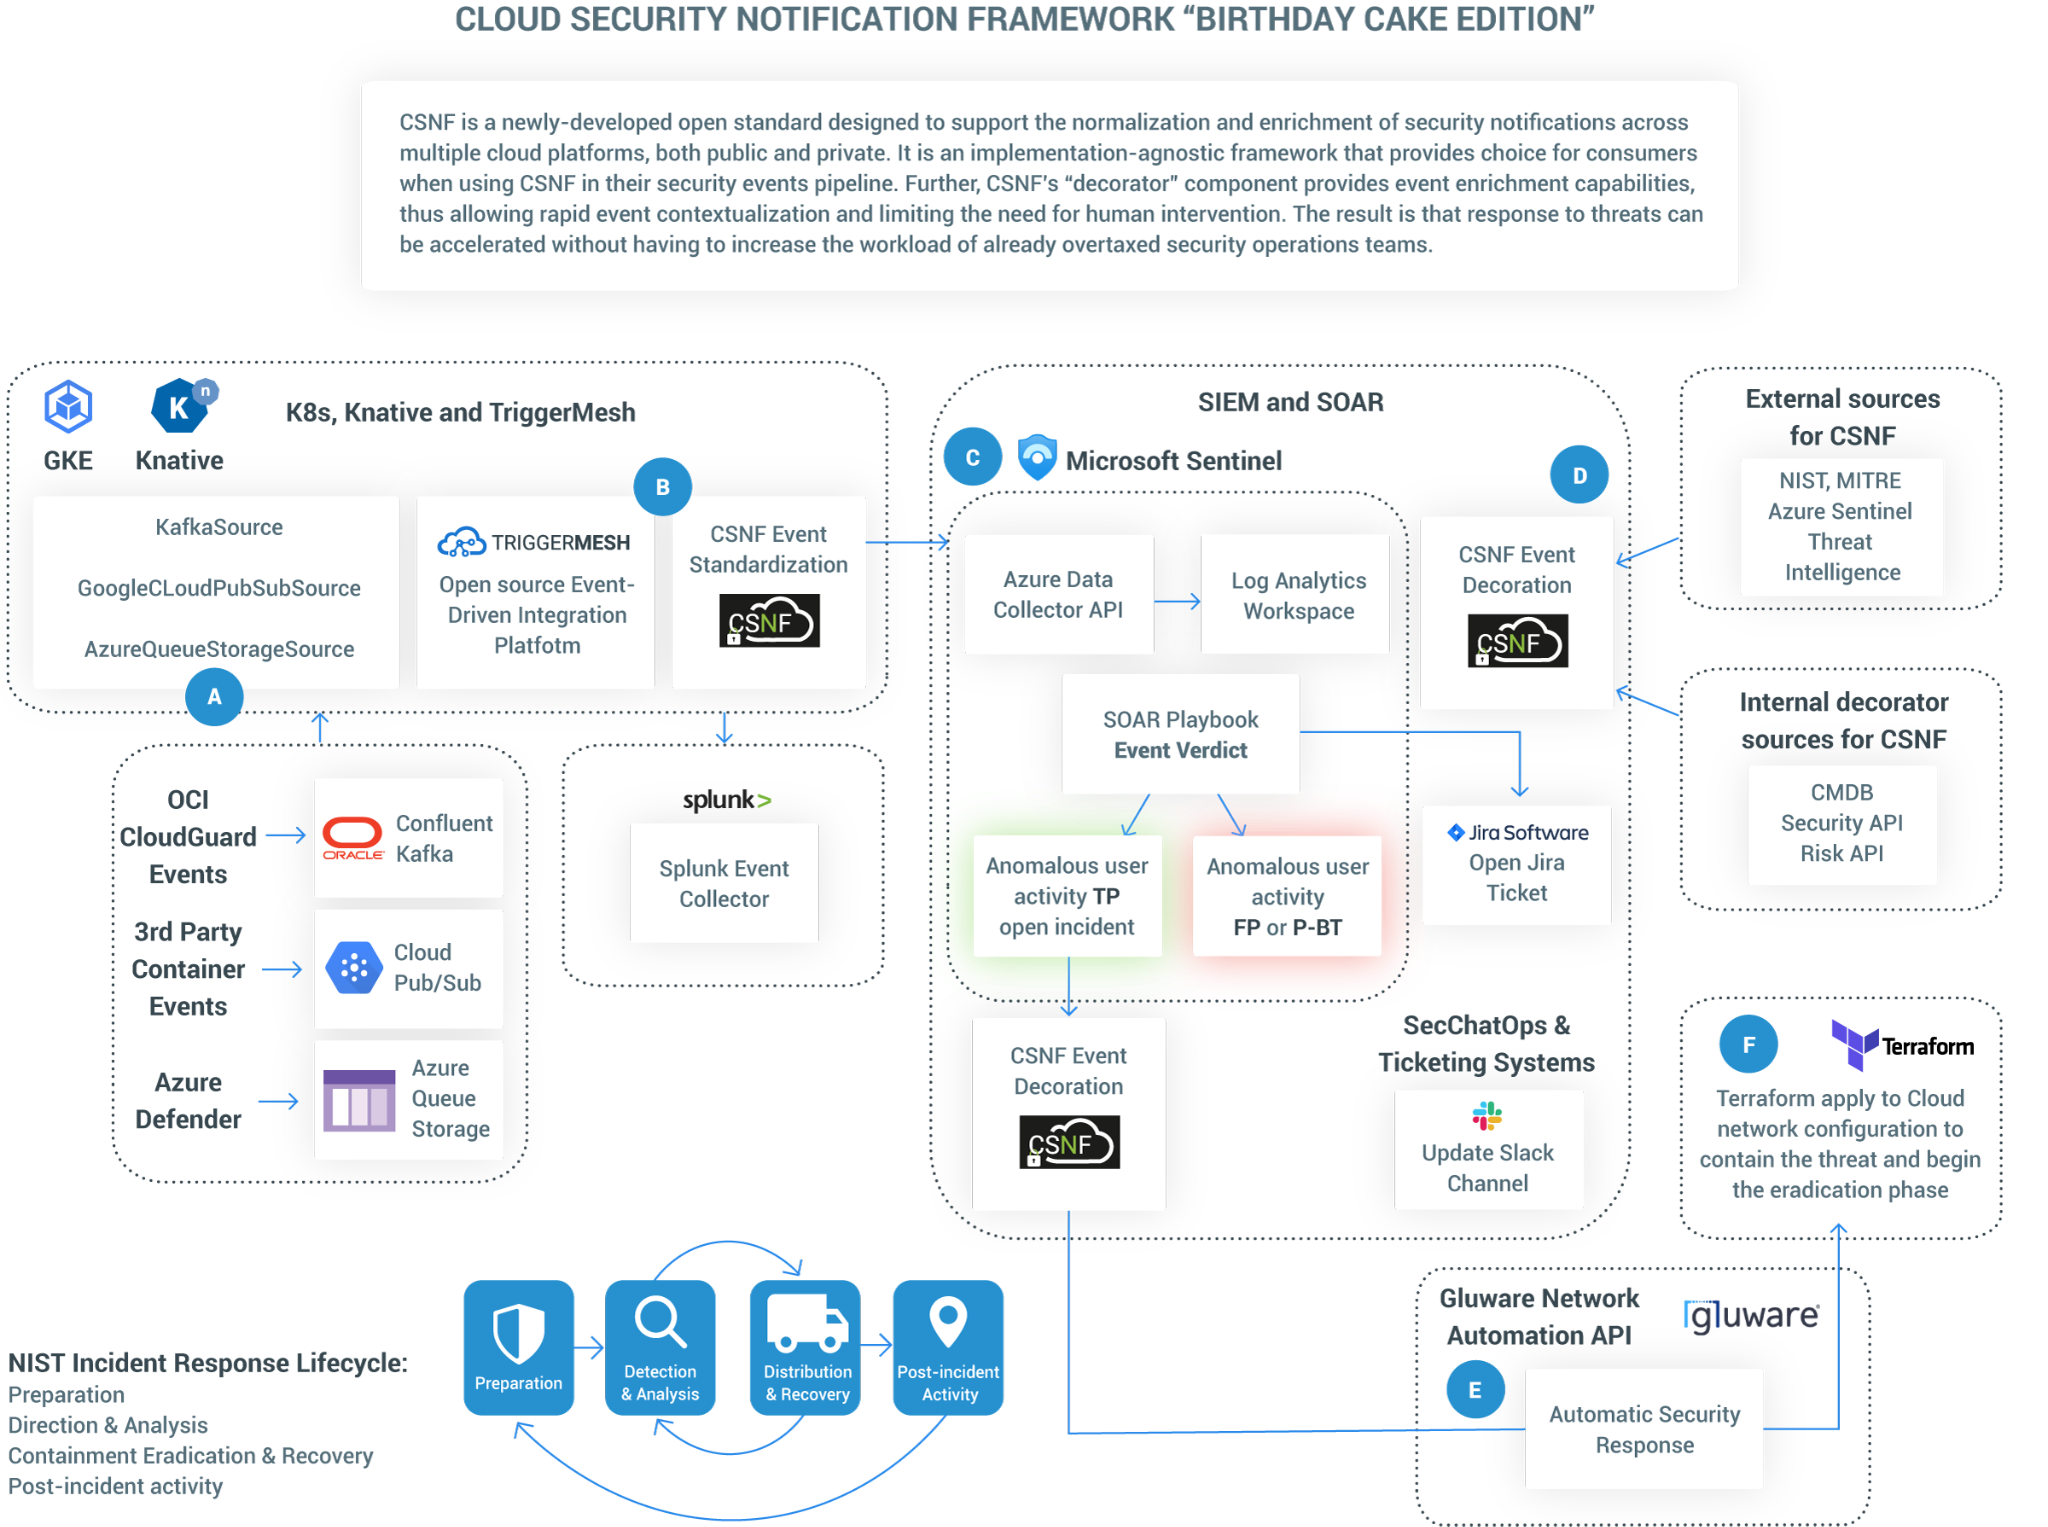 CLOUD SECURITY NOTIFICATION FRAMEWORK “BIRTHDAY CAKE EDITION”
CSNF is a newly-developed open standard designed to support the normalization and enrichment of security notifications across
multiple cloud platforms, both public and private. It is an implementation-agnostic framework that provides choice for consumers
when using CSNF in their security events pipeline. Further, CSNF’s “decorator” component provides event enrichment capabilities,
thus allowing rapid event contextualization and limiting the need for human intervention. The result is that response to threats can
be accelerated without having to increase the workload of already overtaxed security operations teams.
K
n
GKE
Knative
K8s, Knative and TriggerMesh
KafkaSource
GoogleCLoudPubSubSource
AzureQueueStorageSource
A
TRIGGERMESH
Open source Event-
Driven Integration
Platfotm
B
CSNF Event
Standardization
CSNF
OCI
CloudGuard
Events
ORACLE
Confluent
Kafka
3rd Party
Container
Events
Cloud
Pub/Sub
Azure
Defender
Azure
Queue
Storage
splunk>
Splunk Event
Collector
SIEM and SOAR
C
Microsoft Sentinel
Azure Data
Collector API
Log Analytics
Workspace
SOAR Playbook
Event Verdict
Anomalous user
activity TP
open incident
Anomalous user
activity
FP or P-BT
D
CSNF Event
Decoration
CSNF
Jira Software
Open Jira
Ticket
CSNF Event
Decoration
CSNF
SecChatOps &
Ticketing Systems
Update Slack
Channel
External sources
for CSNF
NIST, MITRE
Azure Sentinel
Threat
Intelligence
Internal decorator
sources for CSNF
CMDB
Security API
Risk API
F
Terraform
Terraform apply to Cloud
network configuration to
contain the threat and begin
the eradication phase
Gluware Network
Automation API
gluware
E
Automatic Security
Response
NIST Incident Response Lifecycle:
Preparation
Direction & Analysis
Containment Eradication & Recovery
Post-incident activity
Preparation
Detection
& Analysis
Distribution
& Recovery
Post-incident
Activity